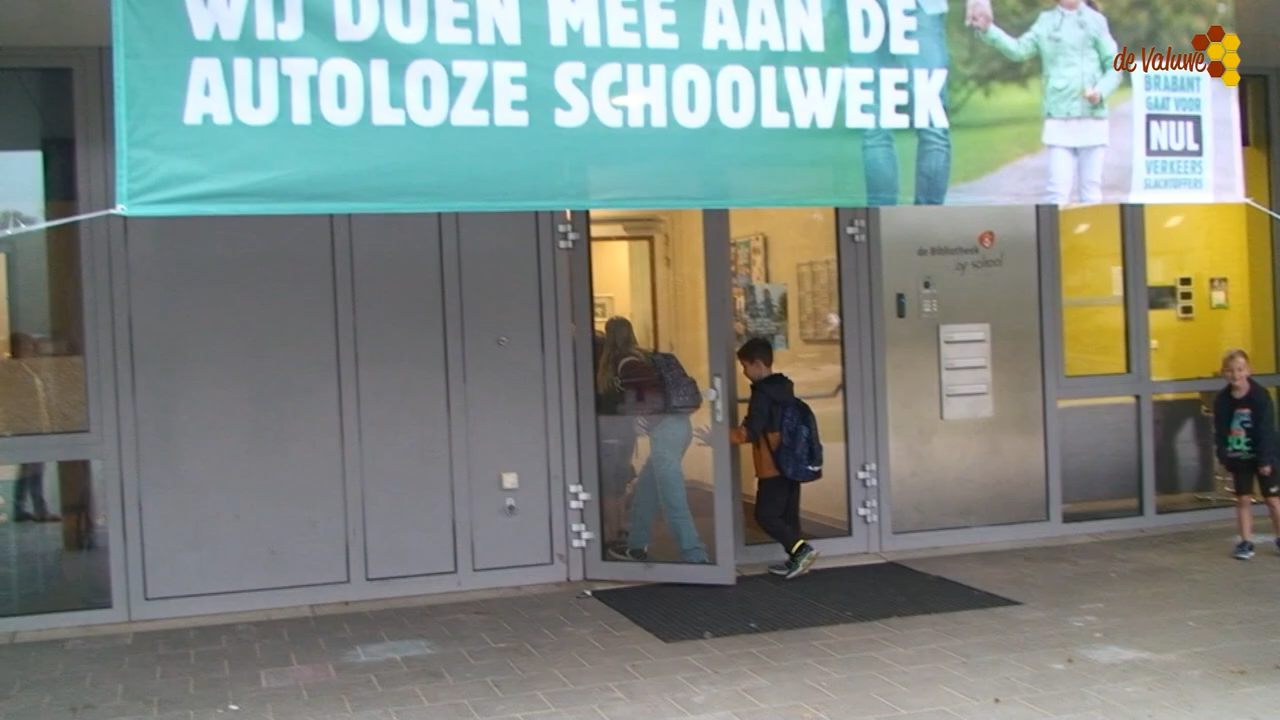 WIJ DOEN MEE AAN DE
AUTOLOZE SCHOOLWEEK
de Valuwe
BRABANT
GAAT VOOR
NUL
VERKEERS
SLACHTOFFERS
de Bibliotheek
op school